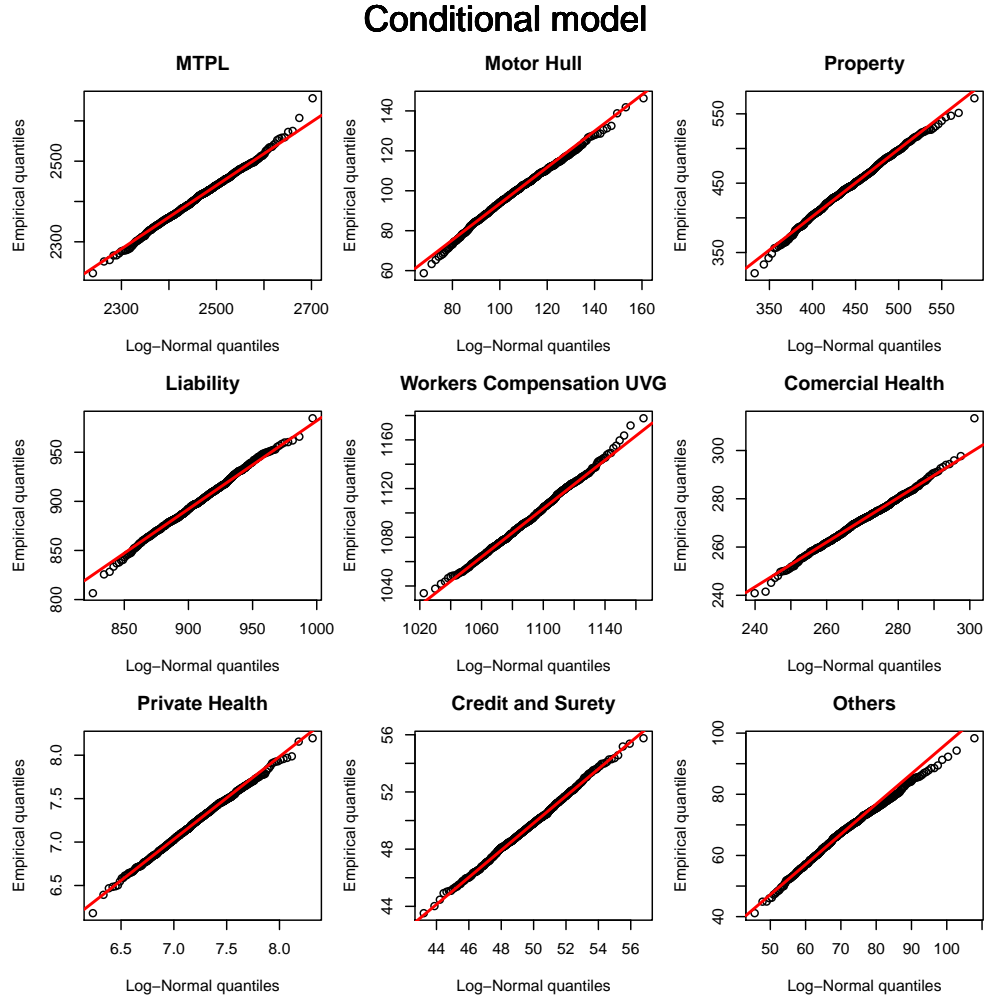 Conditional model
MTPL
Empirical quantiles
2300 2500
2300 2500 2700
Log−Normal quantiles
Motor Hull
Empirical quantiles
60 80 100 120 140
80 100 120 140 160
Log−Normal quantiles
Property
Empirical quantiles
350 450 550
350 400 450 500 550
Log−Normal quantiles
Liability
Empirical quantiles
800 850 900 950
850 900 950 1000
Log−Normal quantiles
Workers Compensation UVG
Empirical quantiles
1040 1080 1120 1160
1020 1060 1100 1140
Log−Normal quantiles
Comercial Health
Empirical quantiles
240 260 280 300
240 260 280 300
Log−Normal quantiles
Private Health
Empirical quantiles
6.5 7.0 7.5 8.0
6.5 7.0 7.5 8.0
Log−Normal quantiles
Credit and Surety
Empirical quantiles
44 48 52 56
44 46 48 50 52 54 56
Log−Normal quantiles
Others
Empirical quantiles
40 60 80 100
50 60 70 80 90 100
Log−Normal quantiles